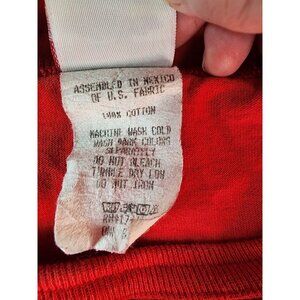 ASSEMBLED IN MEXICO
OF U.S. FABRIC
100% COTTON
MACHINE WASH COLD
WASH DARK COLORS
SEPARATELY
DO NOT BLEACH
TUMBLE DRY LOW
DO NOT IRON